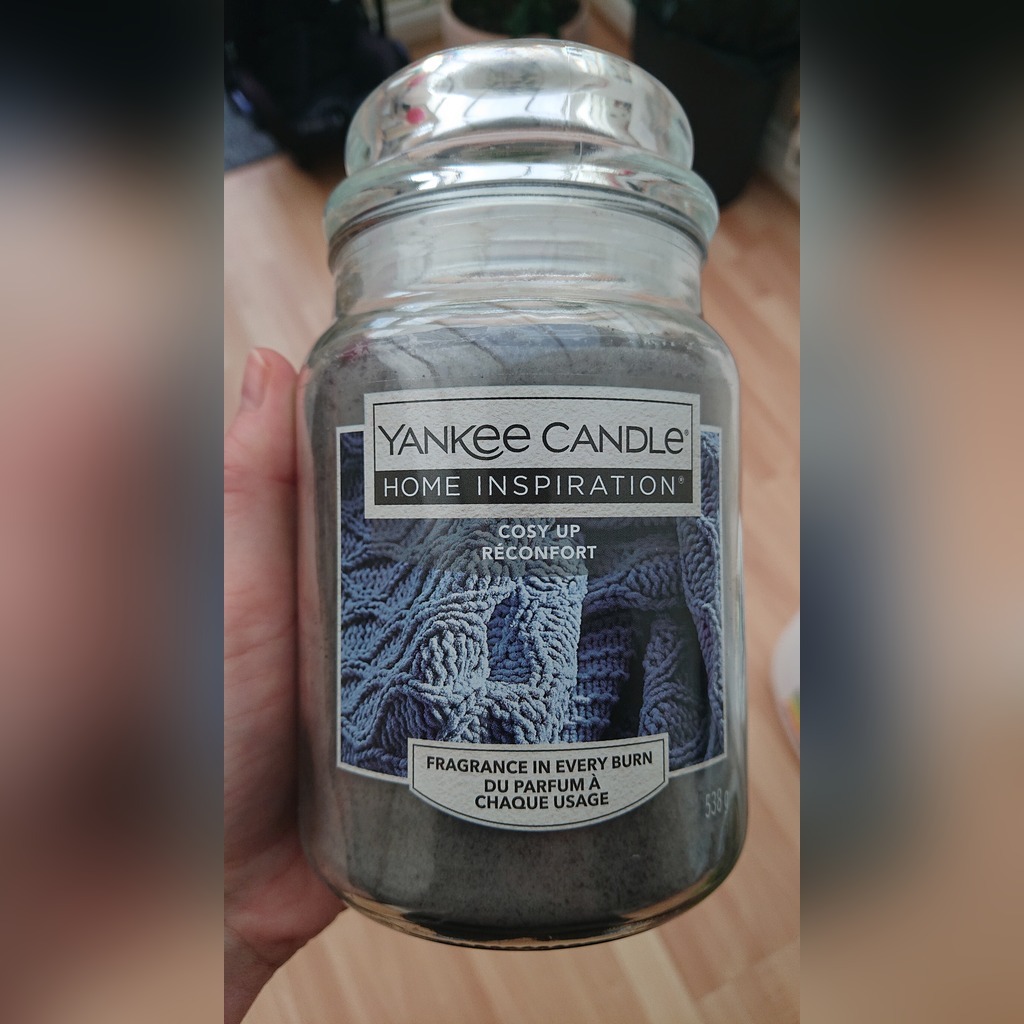 YANKEE CANDLE®
HOME INSPIRATION®
COSY UP
RÉCONFORT
FRAGRANCE IN EVERY BURN
DU PARFUM À
CHAQUE USAGE
538 g